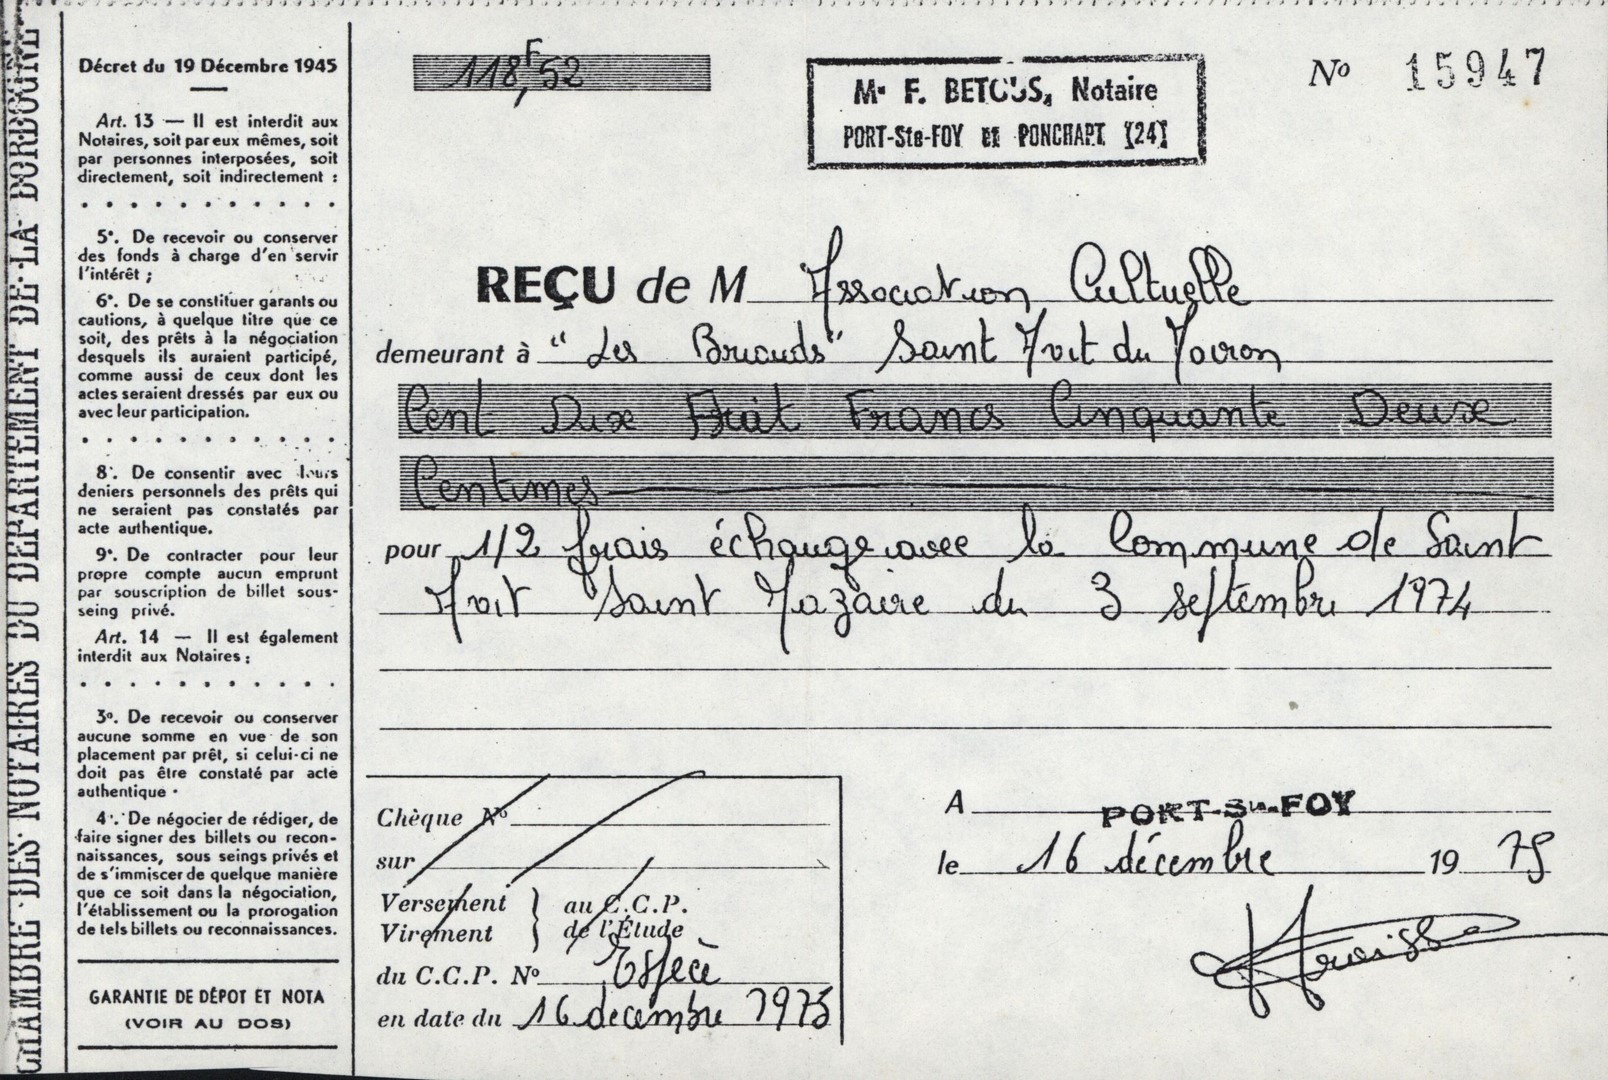 CHAMBRE DES NOTAIRES DU DEPARTEMENT DE LA DORDOGNE
Décret du 19 Décembre 1945
Art. 13 — Il est interdit aux
Notaires, soit par eux mêmes, soit
par personnes interposées, soit
directement, soit indirectement :
5°. De recevoir ou conserver
des fonds à charge d'en servir
l'intérêt ;
6°. De se constituer garants ou
cautions, à quelque titre que ce
soit, des prêts à la négociation
desquels ils auraient participé,
comme aussi de ceux dont les
actes seraient dressés par eux ou
avec leur participation.
8°. De consentir avec leurs
deniers personnels des prêts qui
ne seraient pas constatés par
acte authentique.
9°. De contracter pour leur
propre compte aucun emprunt
par souscription de billet sous-
seing privé.
Art. 14 — Il est également
interdit aux Notaires :
3°. De recevoir ou conserver
aucune somme en vue de son
placement par prêt, si celui-ci ne
doit pas être constaté par acte
authentique.
4°. De négocier de rédiger, de
faire signer des billets ou recon-
naissances, sous seings privés et
de s'immiscer de quelque manière
que ce soit dans la négociation,
l'établissement ou la prorogation
de tels billets ou reconnaissances.
GARANTIE DE DÉPOT ET NOTA
(VOIR AU DOS)
118F,52
Me F. BETOUS, Notaire
PORT-Ste-FOY et PONCHAPT (24)
No 15947
REÇU de M Association Cultuelle
demeurant à "Les Briauds" Saint Avit du
Cent Dix Huit Francs Cinquante Deux
Centimes
pour 1/2 frais échange avec la Commune de Saint
Avit Saint Nazaire du 3 septembre 1974
Chèque No
sur
Versement au C.C.P.
Virement de l'Étude
du C.C.P. No Espèce
en date du 16 décembre 1975
A PORT-Ste-FOY
le 16 décembre 1975